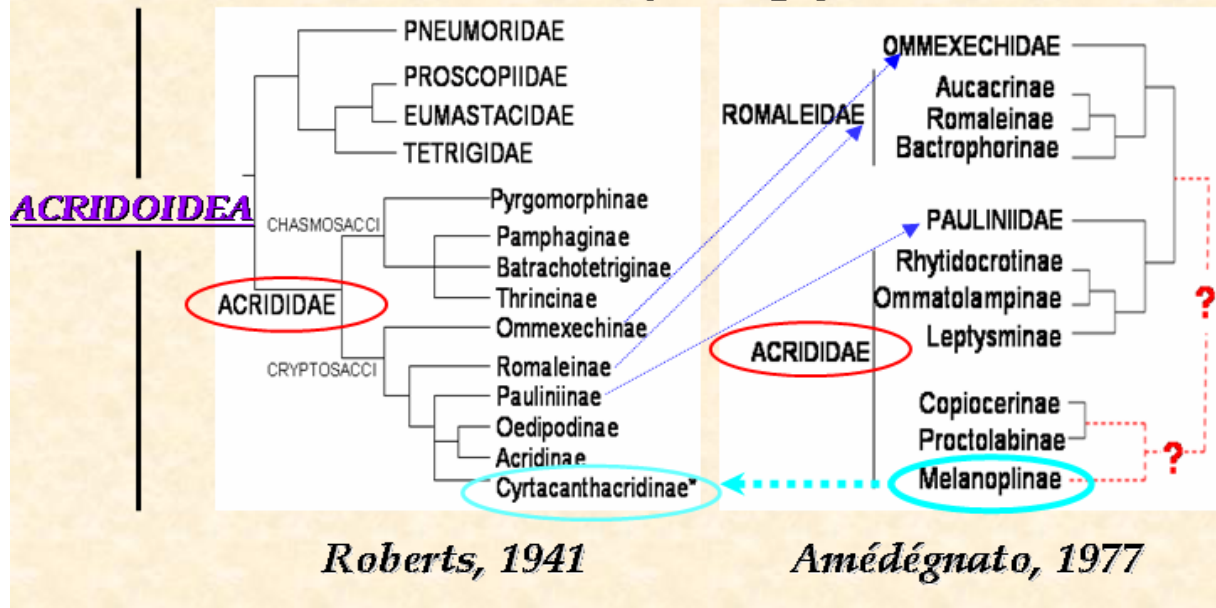 PNEUMORIDAE
PROSCOPIIDAE
EUMASTACIDAE
TETRIGIDAE
ACRIDOIDEA
CHASMOSACCI
Pyrgomorphinae
Pamphaginae
Batrachotetriginae
Thrincinae
ACRIDIDAE
Ommexechinae
CRYPTOSACCI
Romaleinae
Pauliniinae
Oedipodinae
Acridinae
Cyrtacanthacridinae*
OMMEXECHIDAE
Aucacrinae
ROMALEIDAE
Romaleinae
Bactrophorinae
PAULINIIDAE
Rhytidocrotinae
Ommatolampinae
?
Leptysminae
ACRIDIDAE
Copiocerinae
Proctolabinae
?
Melanoplinae
Roberts, 1941
Amédégnato, 1977